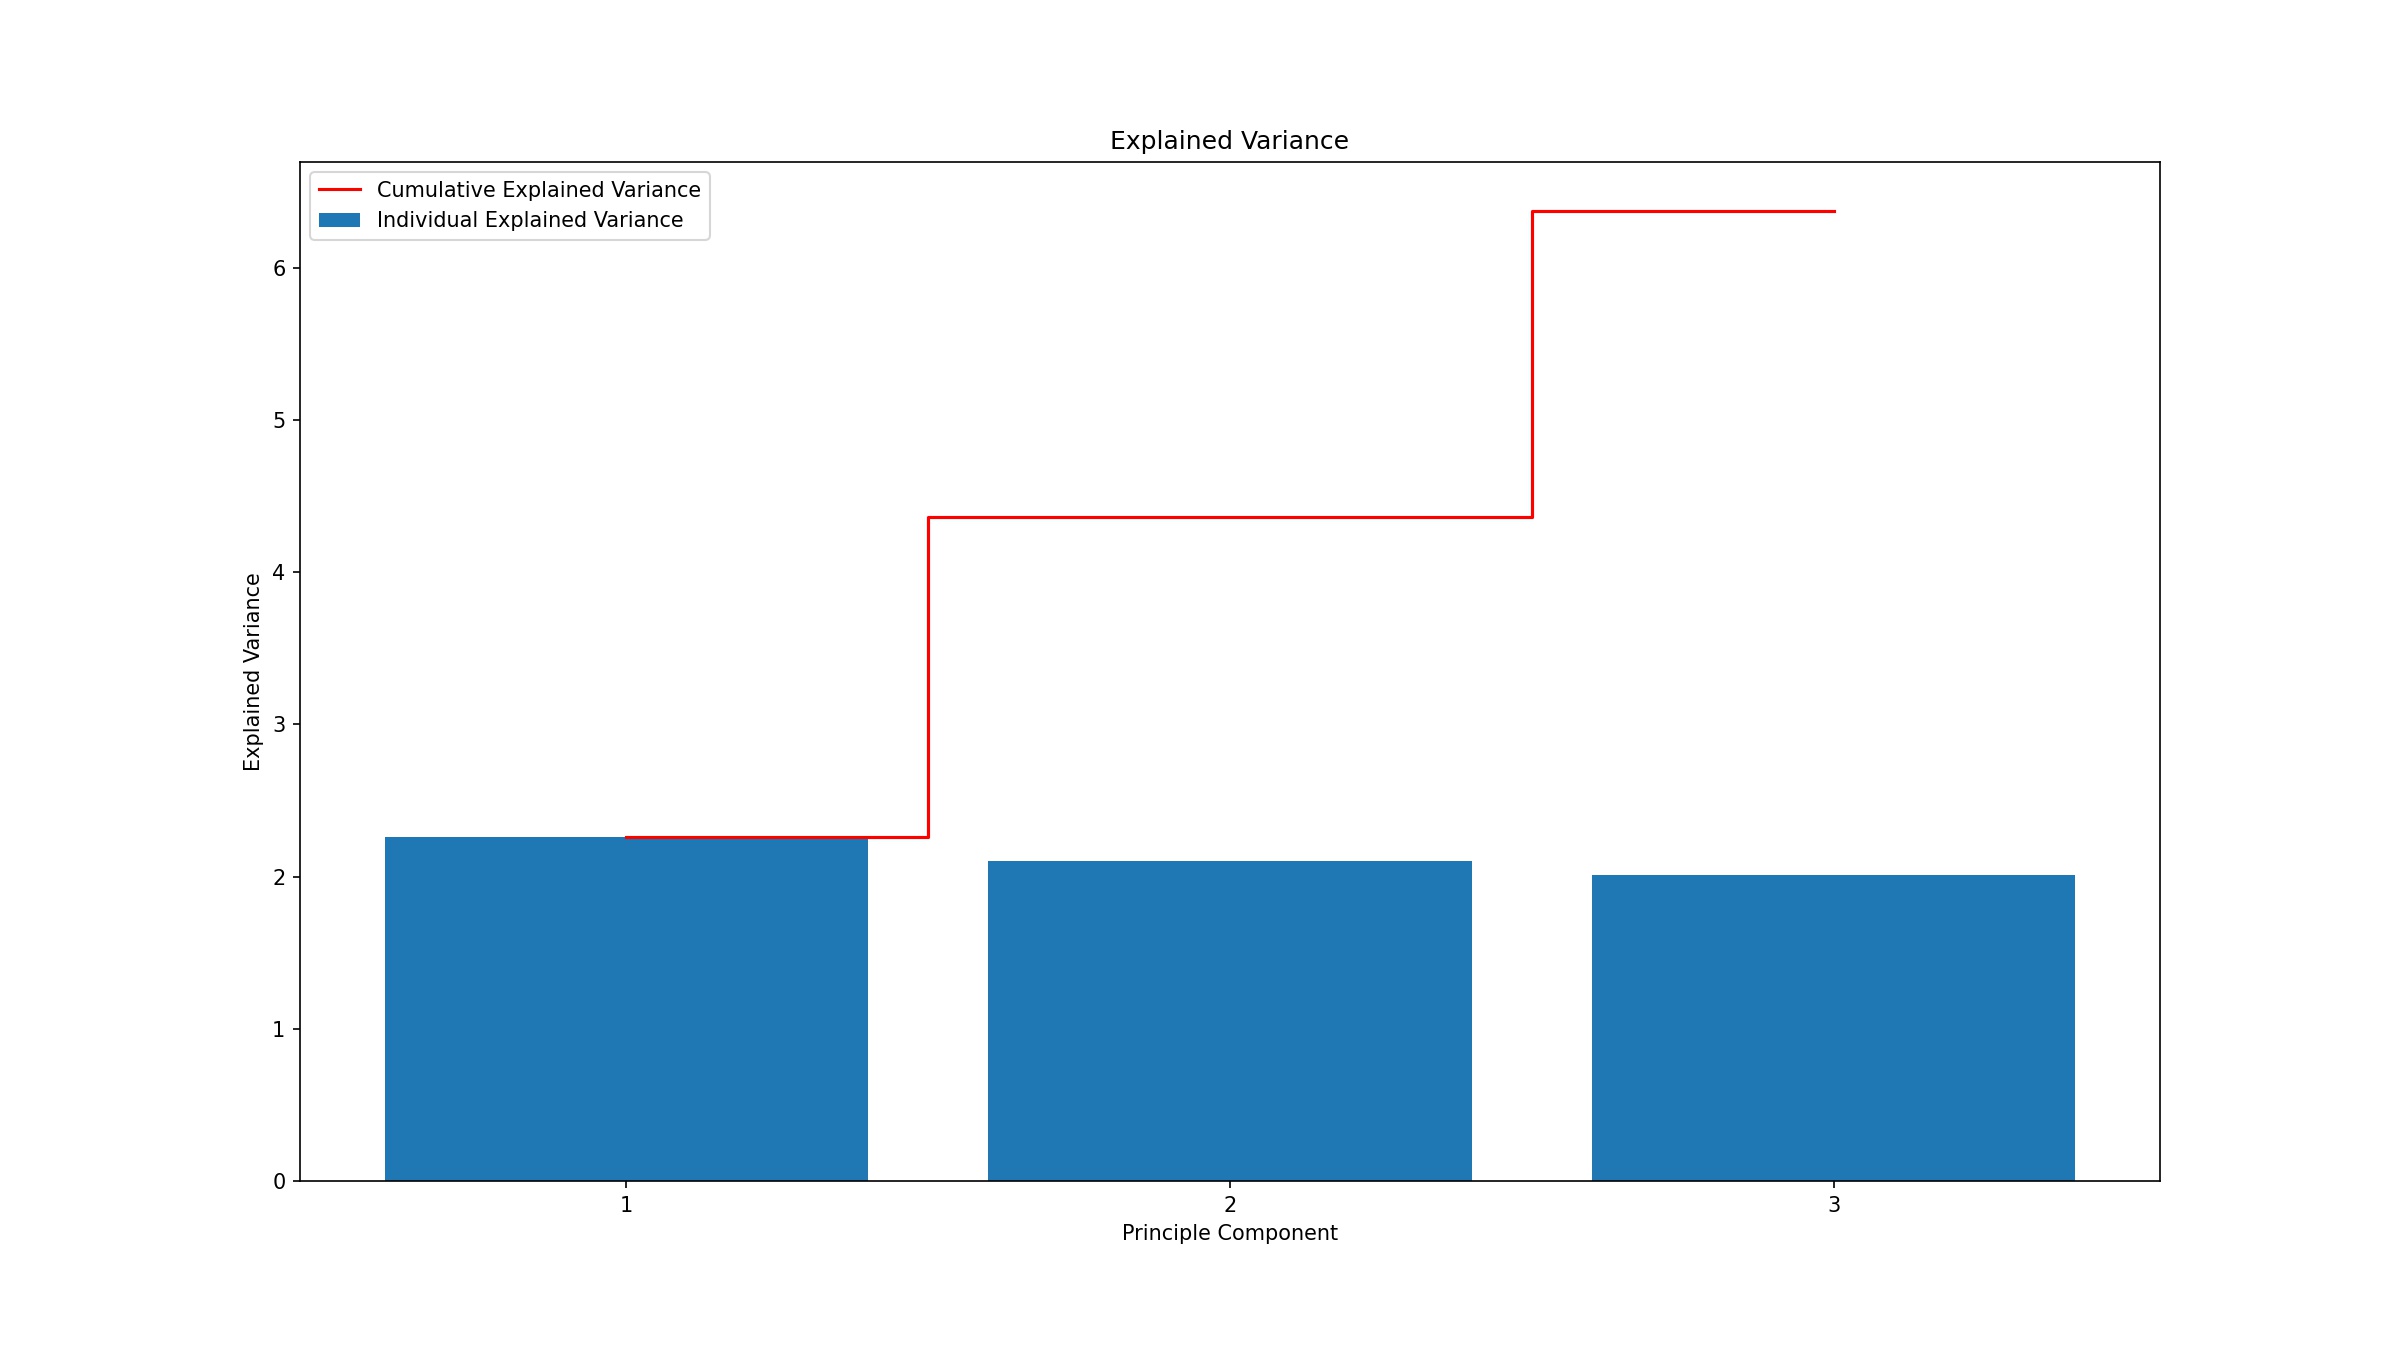 Explained Variance
Cumulative Explained Variance
Individual Explained Variance
6
5
4
3
2
1
0
Explained Variance
1 2 3
Principle Component